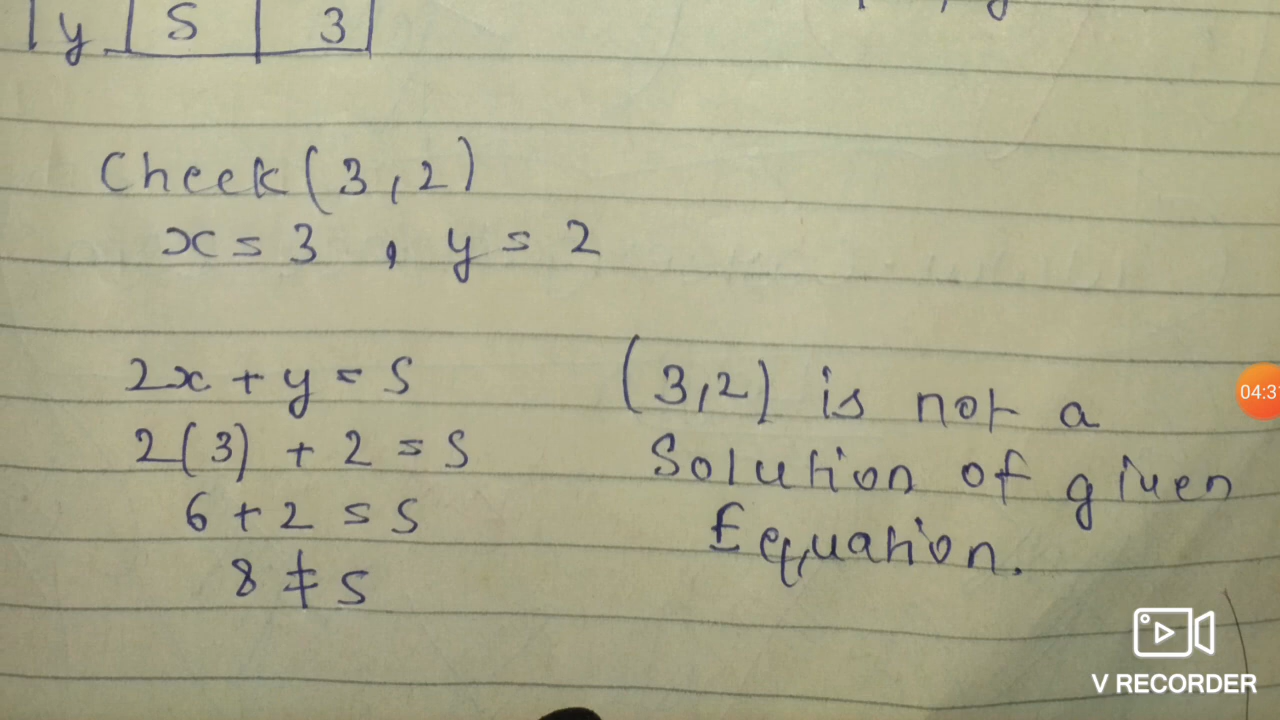 y 5 3
Check (3,2)
x = 3 , y = 2
2x + y = 5
2(3) + 2 = 5
6 + 2 = 5
8 ≠ 5
(3,2) is not a
Solution of given
Equation.
04:3
V RECORDER